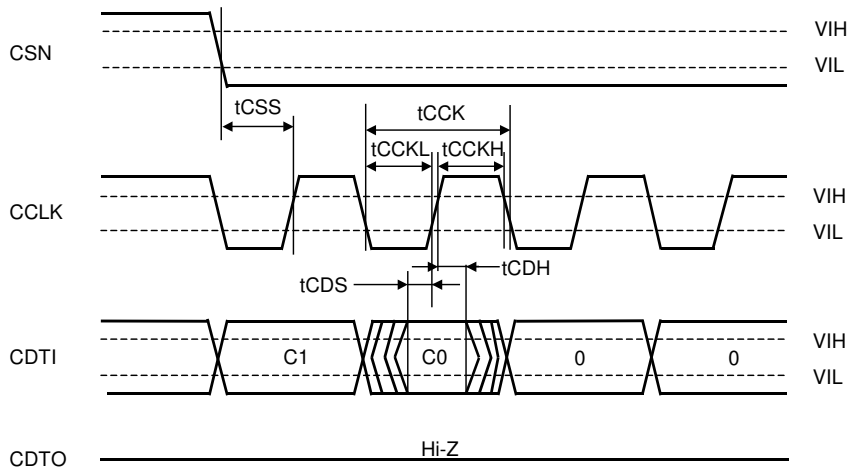 VIH
CSN
VIL
tCSS
tCCK
tCCKL
tCCKH
VIH
CCLK
VIL
tCDH
tCDS
VIH
CDTI
C1
C0
0
0
VIL
Hi-Z
CDTO